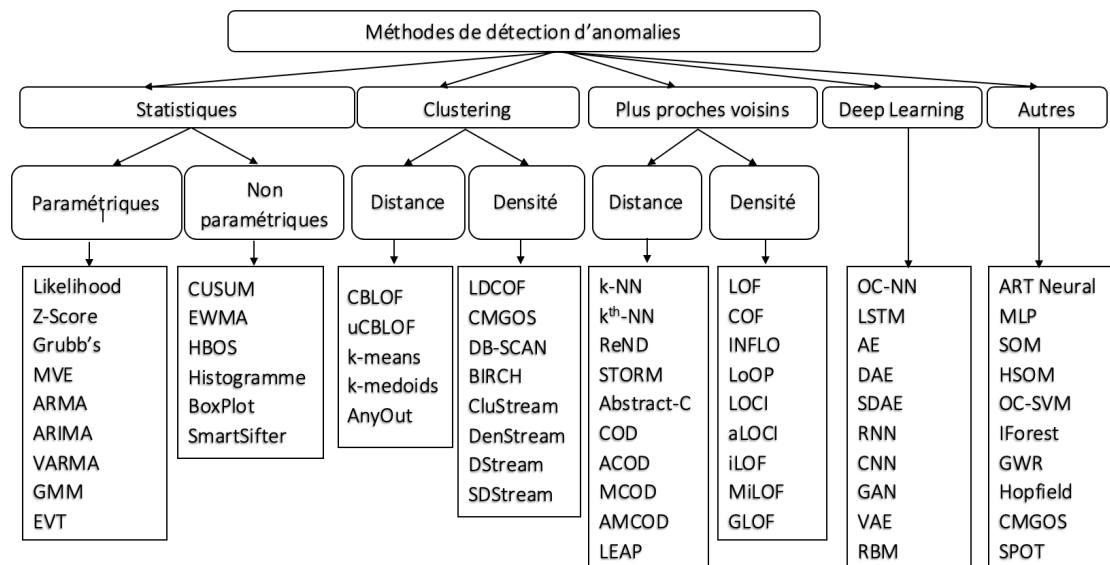 Méthodes de détection d'anomalies
Statistiques
Clustering
Plus proches voisins
Deep Learning
Autres
Paramétriques
Non
paramétriques
Distance
Densité
Distance
Densité
Likelihood
Z-Score
Grubb's
MVE
ARMA
ARIMA
VARMA
GMM
EVT
CUSUM
EWMA
HBOS
Histogramme
BoxPlot
SmartSifter
CBLOF
uCBLOF
k-means
k-medoids
AnyOut
LDCOF
CMGOS
DB-SCAN
BIRCH
CluStream
DenStream
DStream
SDStream
k-NN
kth-NN
ReND
STORM
Abstract-C
COD
ACOD
MCOD
AMCOD
LEAP
LOF
COF
INFLO
LoOP
LOCI
aLOCI
iLOF
MiLOF
GLOF
OC-NN
LSTM
AE
DAE
SDAE
RNN
CNN
GAN
VAE
RBM
ART Neural
MLP
SOM
HSOM
OC-SVM
IForest
GWR
Hopfield
CMGOS
SPOT